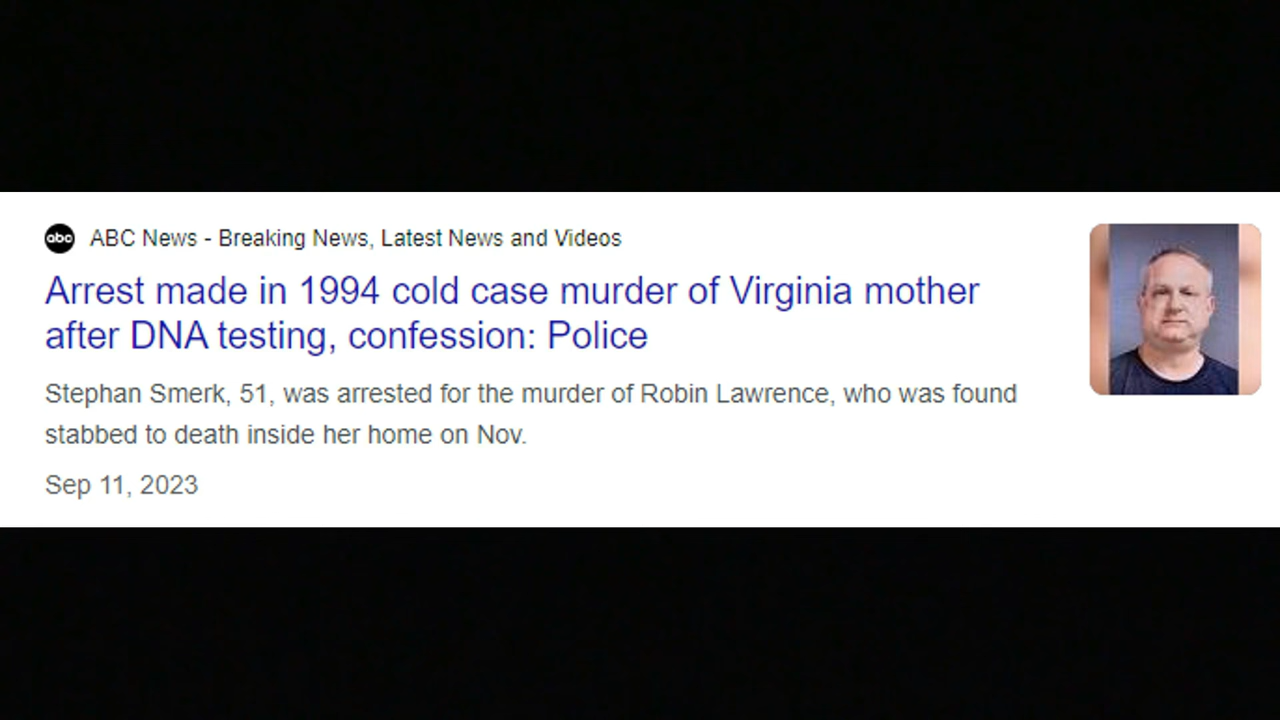 abc ABC News - Breaking News, Latest News and Videos
Arrest made in 1994 cold case murder of Virginia mother
after DNA testing, confession: Police
Stephan Smerk, 51, was arrested for the murder of Robin Lawrence, who was found
stabbed to death inside her home on Nov.
Sep 11, 2023